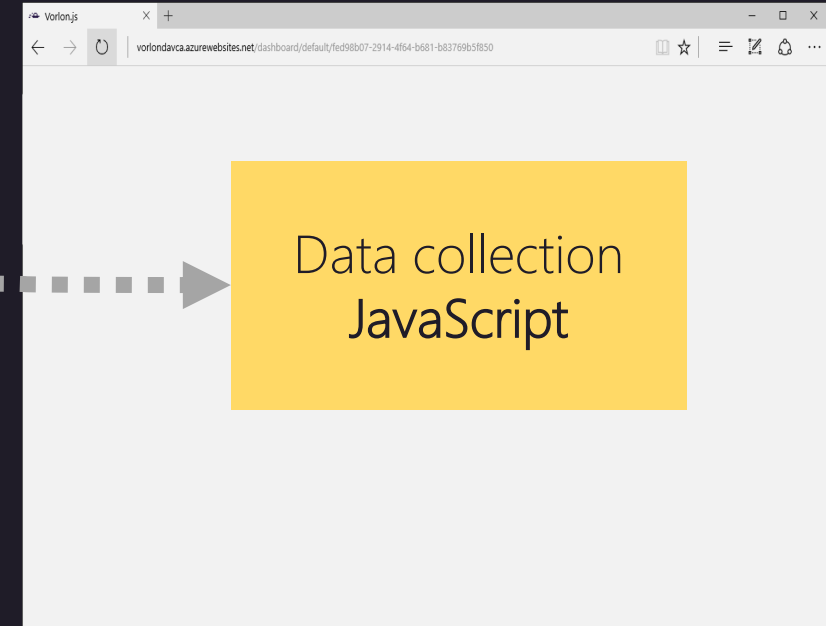 Vorlon.js
vorlondavca.azurewebsites.net/dashboard/default/fed98b07-2914-4f64-b681-b83769b5f850
Data collection
JavaScript